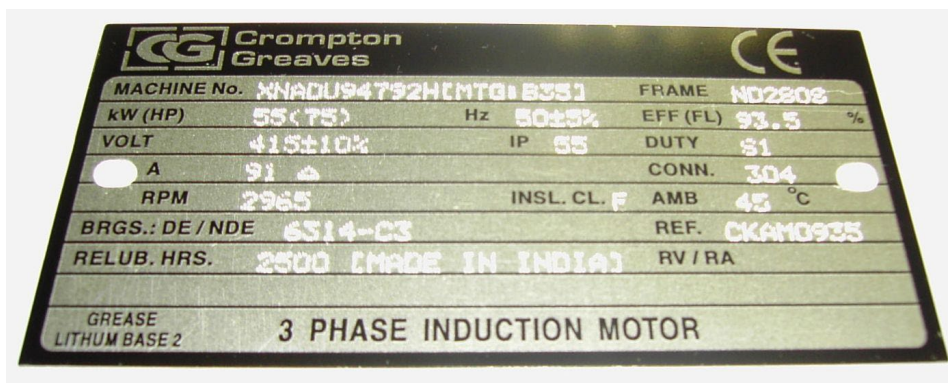 CG Crompton Greaves CE
MACHINE No. XNADU94792H[MTG:B35] FRAME ND280S
kW (HP) 55(75) Hz 50±5% EFF (FL) 93.5 %
VOLT 415±10% IP 55 DUTY S1
A 91 △ CONN. 304
RPM 2965 INSL. CL. F AMB 45 °C
BRGS.: DE / NDE 6314-C3 REF. CKAM0935
RELUB. HRS. 2500 [MADE IN INDIA] RV / RA
GREASE
LITHUM BASE 2 3 PHASE INDUCTION MOTOR